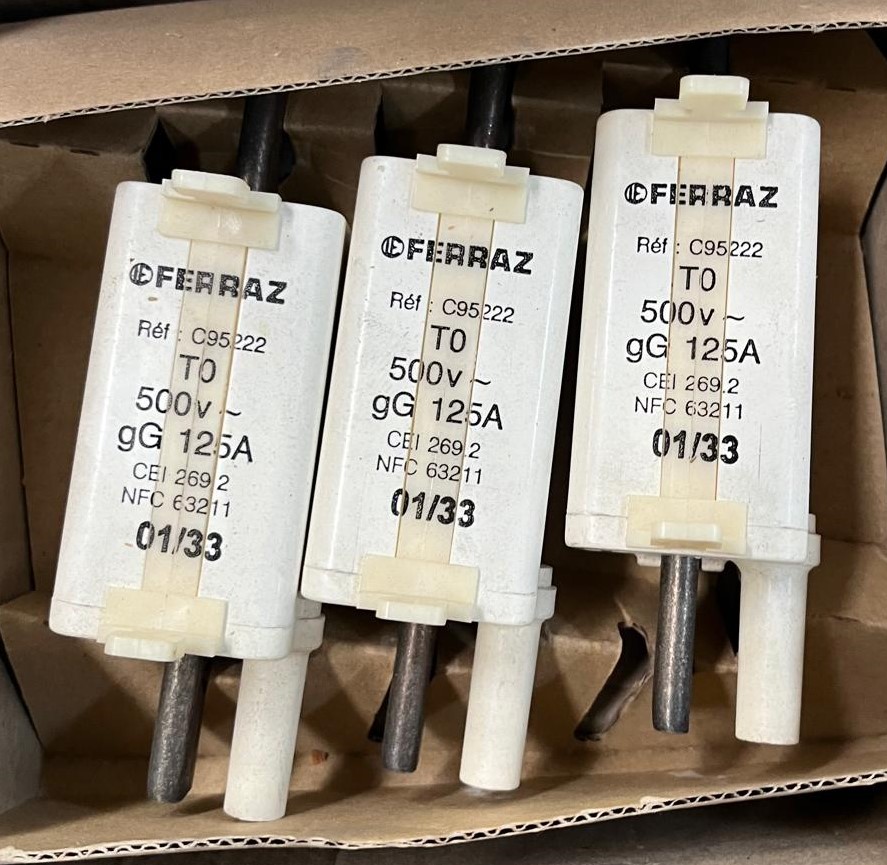 FERRAZ
Réf : C95222
T0
500v ~
gG 125A
CEI 269.2
NFC 63211
01/33
FERRAZ
Réf : C95222
T0
500v ~
gG 125A
CEI 269.2
NFC 63211
01/33
FERRAZ
Réf : C95222
T0
500v ~
gG 125A
CEI 269.2
NFC 63211
01/33